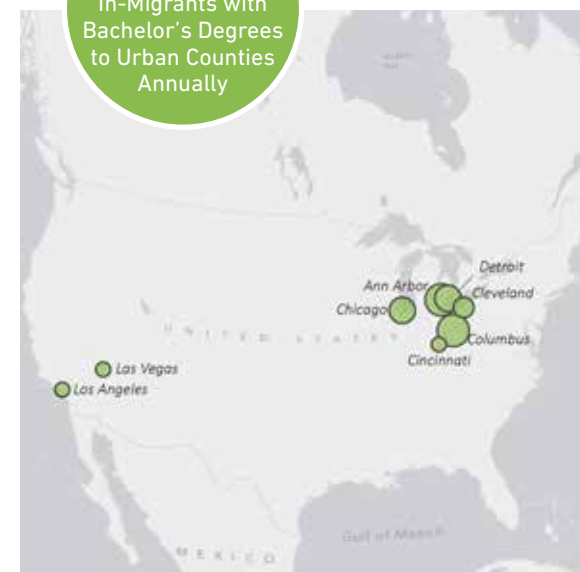 In-Migrants with
Bachelor's Degrees
to Urban Counties
Annually
Detroit
Ann Arbor
Cleveland
Chicago
UNITED STATES
Columbus
Cincinnati
Las Vegas
Los Angeles
Gulf of Mexico
MEXICO